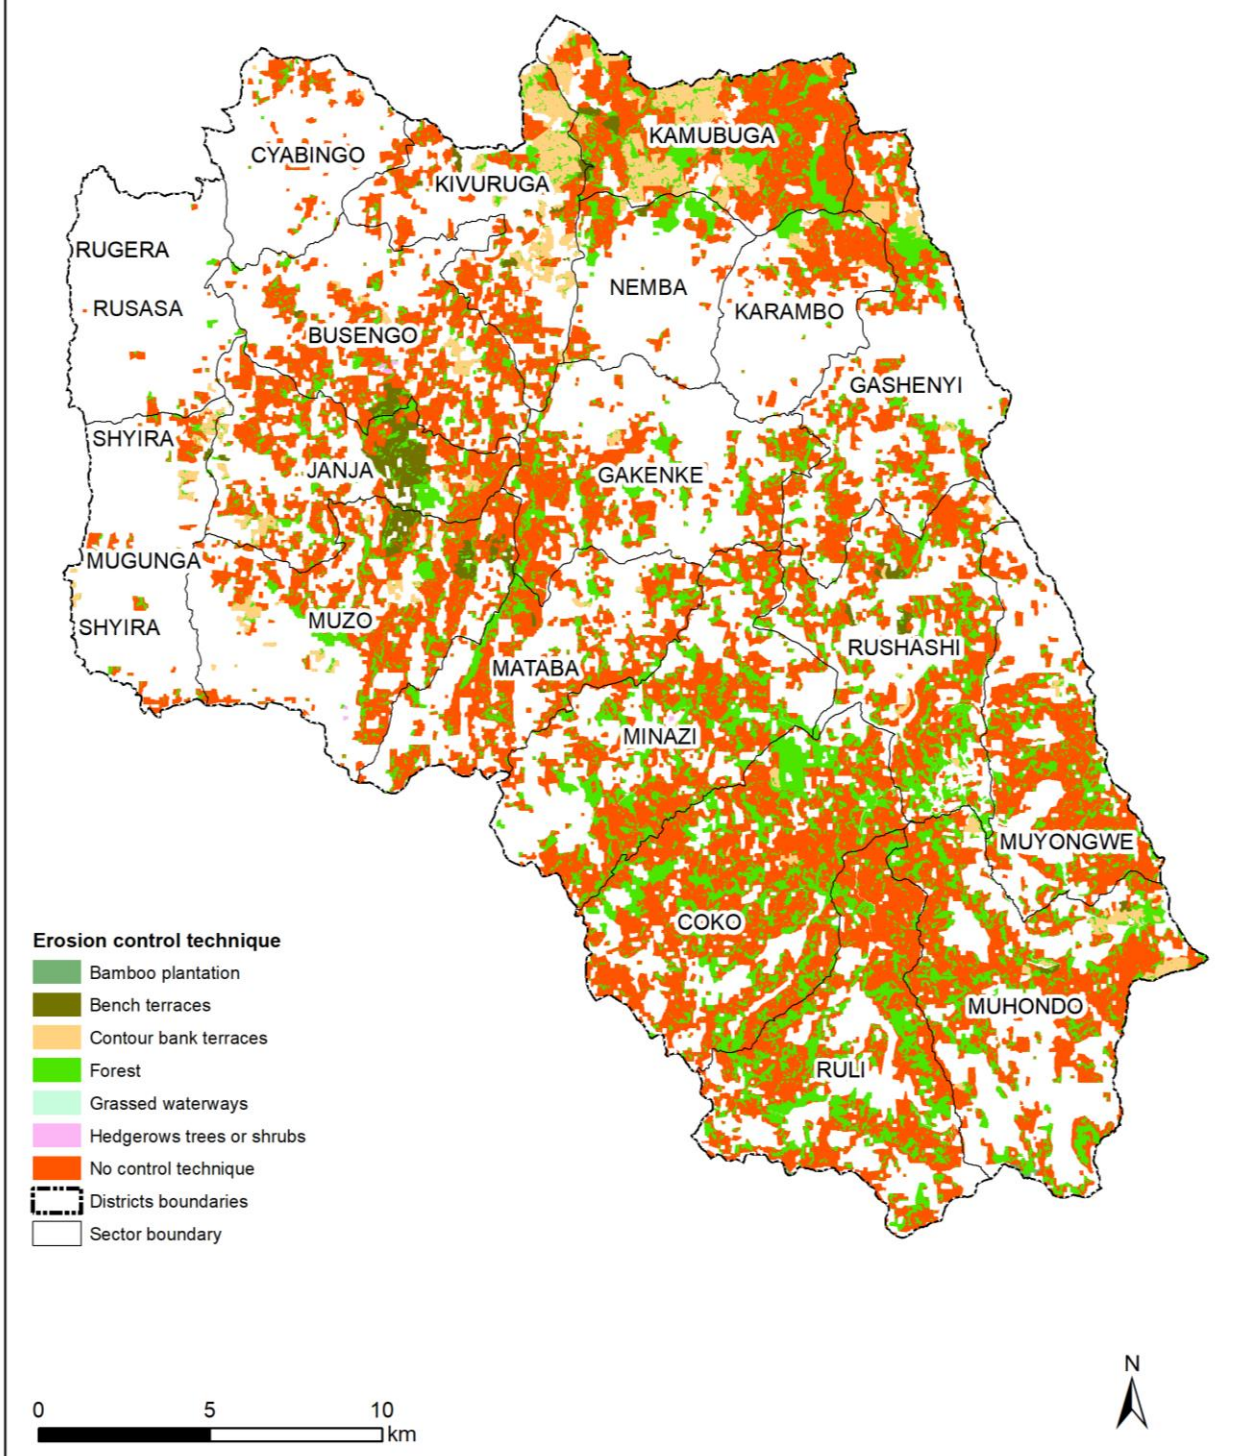 KAMUBUGA
CYABINGO
KIVURUGA
RUGERA
NEMBA
RUSASA
KARAMBO
BUSENGO
GASHENYI
SHYIRA
JANJA
GAKENKE
MUGUNGA
MUZO
SHYIRA
RUSHASHI
MATABA
MINAZI
MUYONGWE
COKO
MUHONDO
RULI
Erosion control technique
Bamboo plantation
Bench terraces
Contour bank terraces
Forest
Grassed waterways
Hedgerows trees or shrubs
No control technique
Districts boundaries
Sector boundary
N
0 5 10
km